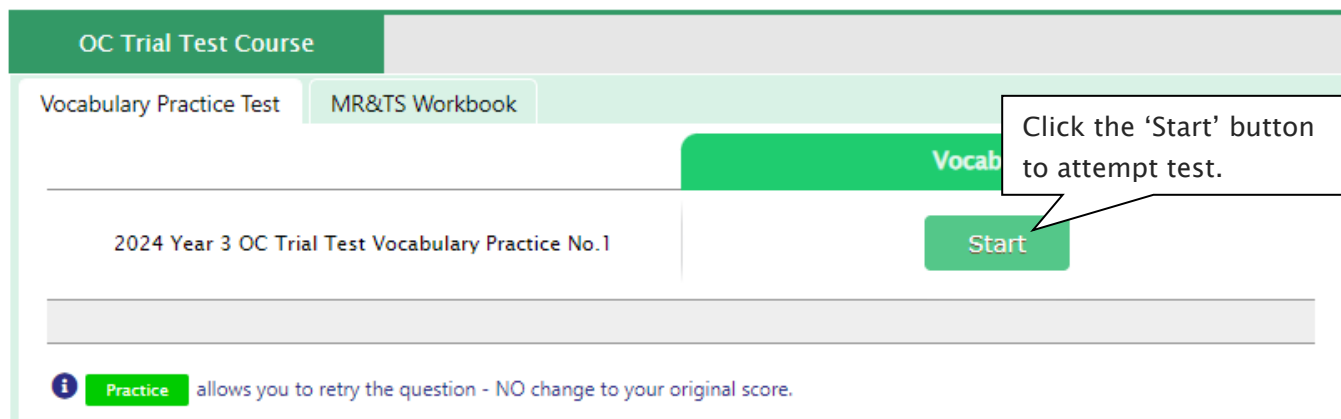 OC Trial Test Course
Vocabulary Practice Test MR&TS Workbook
Click the ‘Start’ button
to attempt test.
2024 Year 3 OC Trial Test Vocabulary Practice No.1
Start
Practice allows you to retry the question - NO change to your original score.